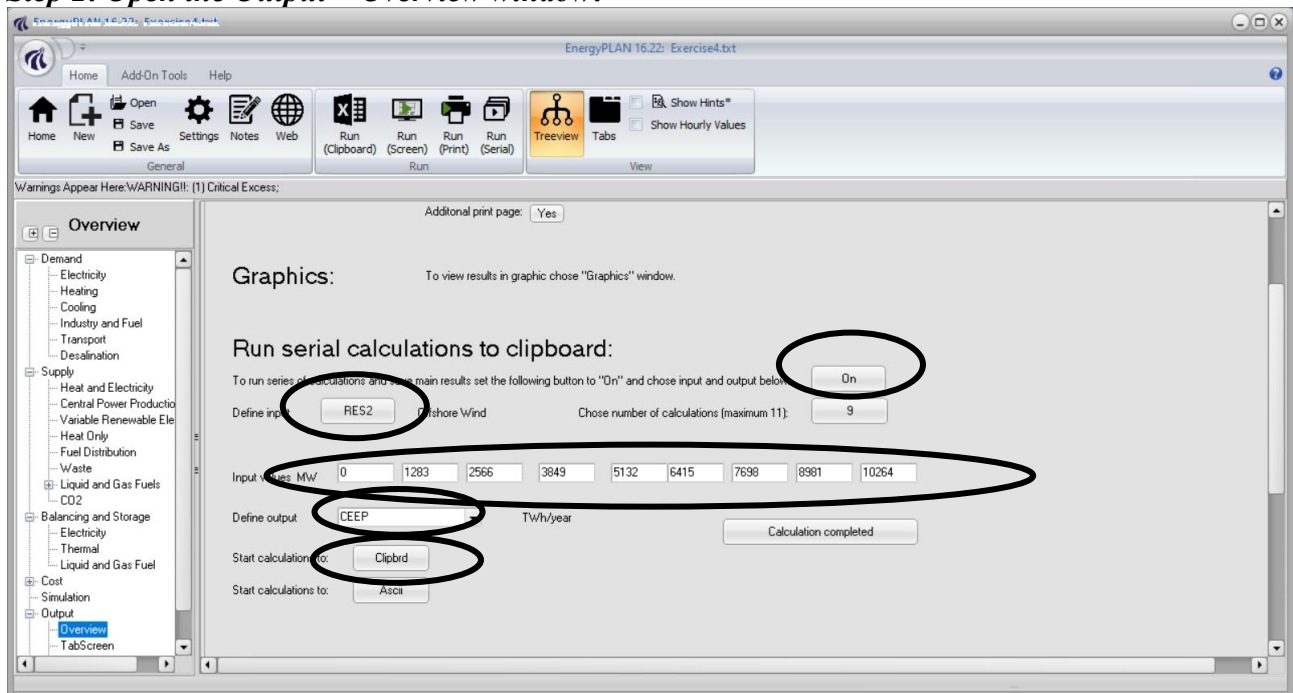 Step 2: Open the Output – Overview window:
EnergyPLAN 16.22: Exercise4.txt
EnergyPLAN 16.22: Exercise4.txt
Home Add-On Tools Help
Home New Open Save Save As Settings Notes Web Run (Clipboard) Run (Screen) Run (Print) Run (Serial) Treeview Tabs Show Hints* Show Hourly Values
General Run View
Warnings Appear Here:WARNING!!: (1) Critical Excess;
Overview
Demand
Electricity
Heating
Cooling
Industry and Fuel
Transport
Desalination
Supply
Heat and Electricity
Central Power Productio
Variable Renewable Ele
Heat Only
Fuel Distribution
Waste
Liquid and Gas Fuels
CO2
Balancing and Storage
Electricity
Thermal
Liquid and Gas Fuel
Cost
Simulation
Output
Overview
TabScreen
Additonal print page: Yes
Graphics: To view results in graphic chose "Graphics" window.
Run serial calculations to clipboard:
To run series of calculations and save main results set the following button to "On" and chose input and output below On
Define input RES2 Offshore Wind Chose number of calculations (maximum 11): 9
Input values MW 0 1283 2566 3849 5132 6415 7698 8981 10264
Define output CEEP TWh/year
Calculation completed
Start calculations to: Clipbrd
Start calculations to: Ascii